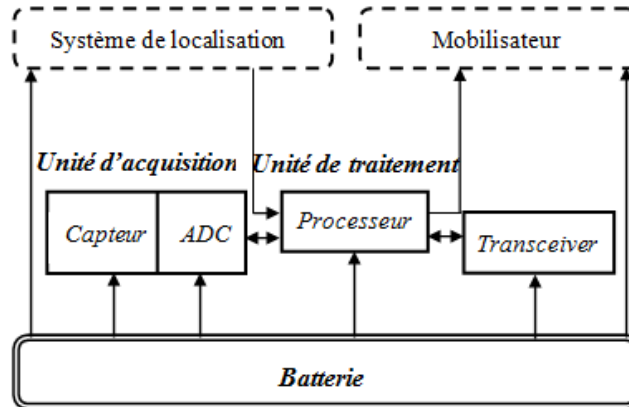 Système de localisation
Mobilisateur
Unité d'acquisition
Unité de traitement
Capteur
ADC
Processeur
Transceiver
Batterie